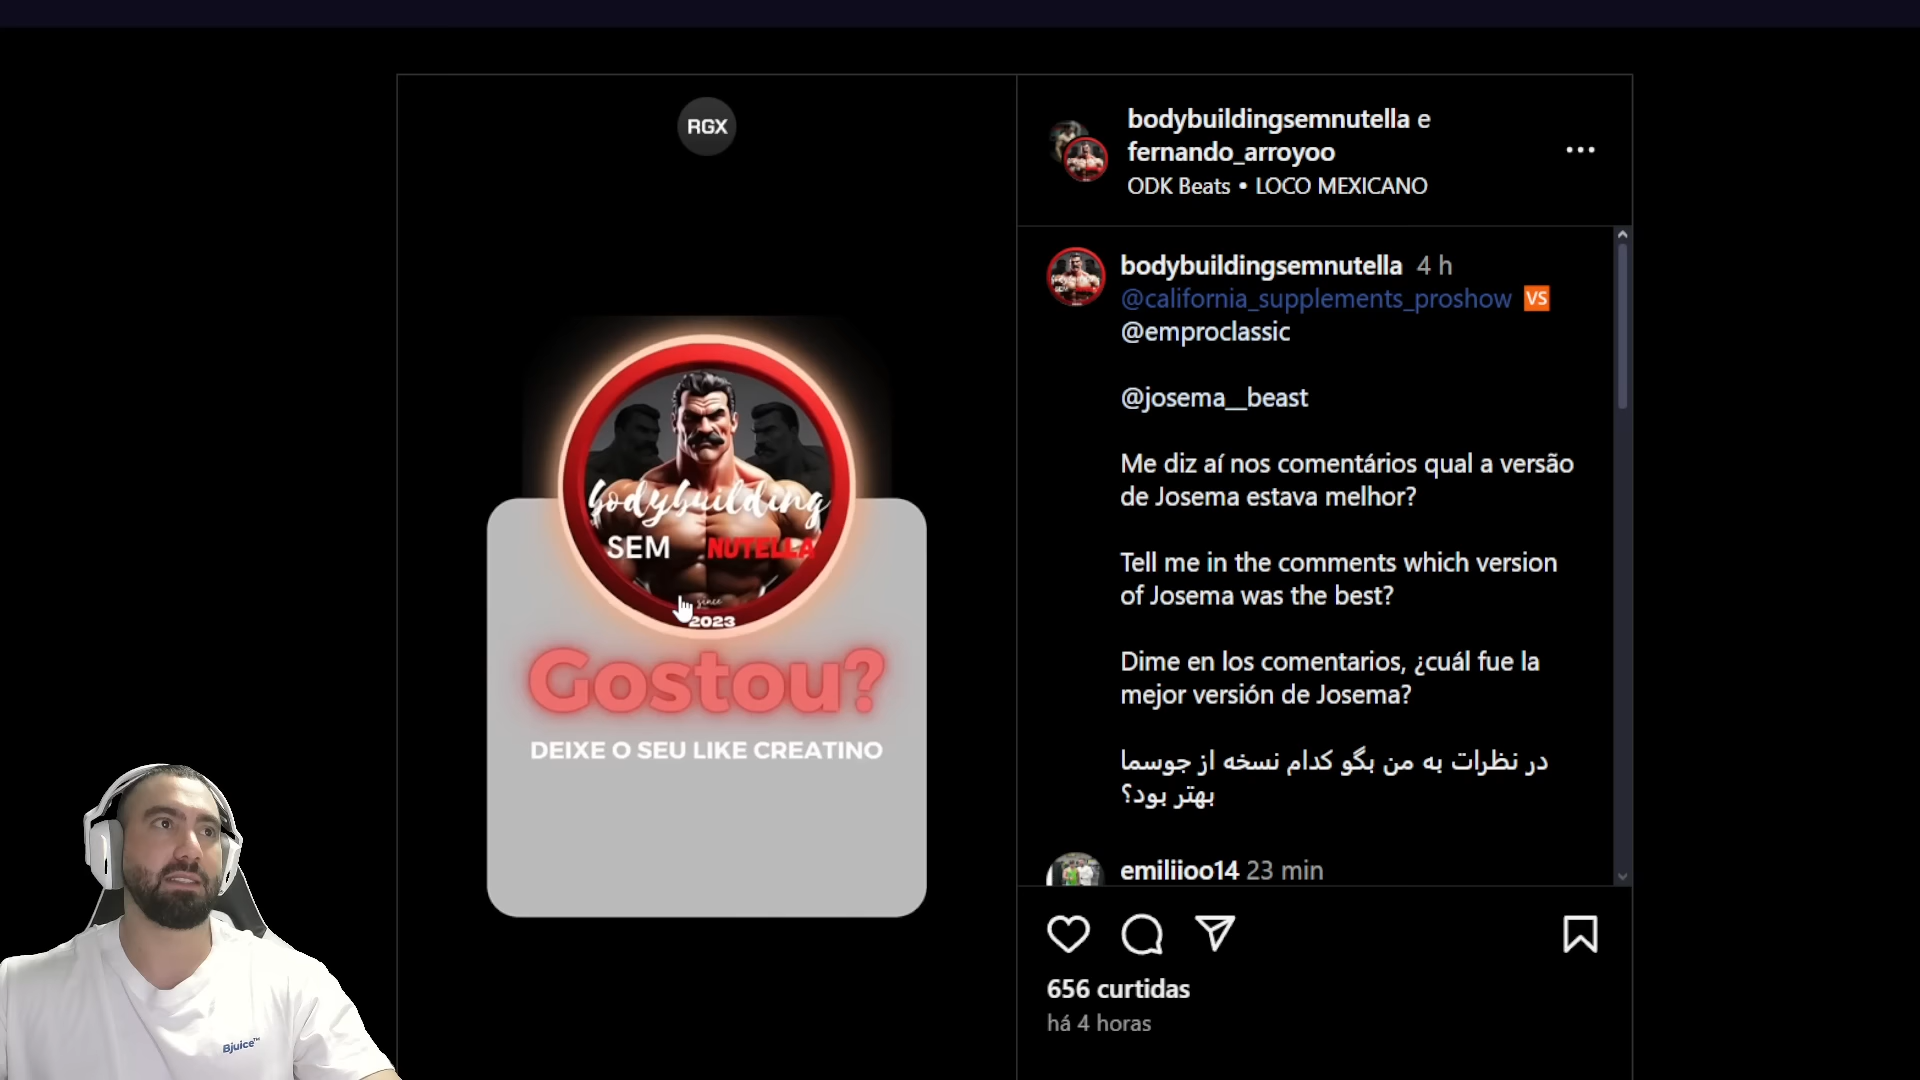 RGX
bodybuilding
SEM NUTELLA
since
2023
Gostou?
DEIXE O SEU LIKE CREATINO
bodybuildingsemnutella e
fernando_arroyoo
ODK Beats • LOCO MEXICANO
bodybuildingsemnutella 4 h
@california_supplements_proshow 🆚
@emproclassic
@josema__beast
Me diz aí nos comentários qual a versão
de Josema estava melhor?
Tell me in the comments which version
of Josema was the best?
Dime en los comentarios, ¿cuál fue la
mejor versión de Josema?
در نظرات به من بگو کدام نسخه از جوسما
بهتر بود؟
emiliioo14 23 min
656 curtidas
há 4 horas
Bjuice™